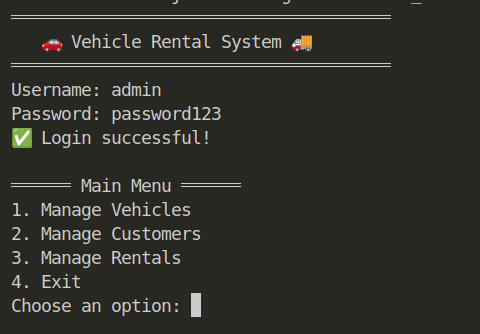 🚗 Vehicle Rental System 🚚
Username: admin
Password: password123
✅ Login successful!
══════ Main Menu ══════
1. Manage Vehicles
2. Manage Customers
3. Manage Rentals
4. Exit
Choose an option: